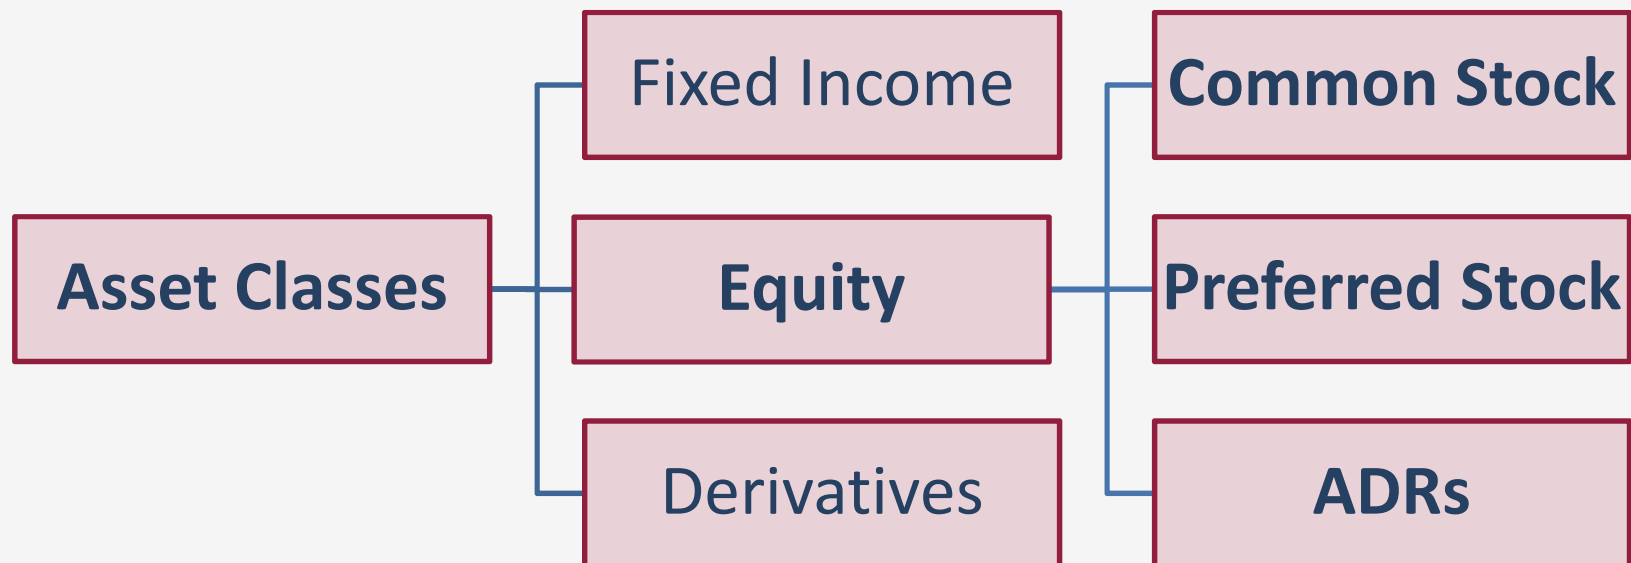 Asset Classes
Fixed Income
Equity
Derivatives
Common Stock
Preferred Stock
ADRs